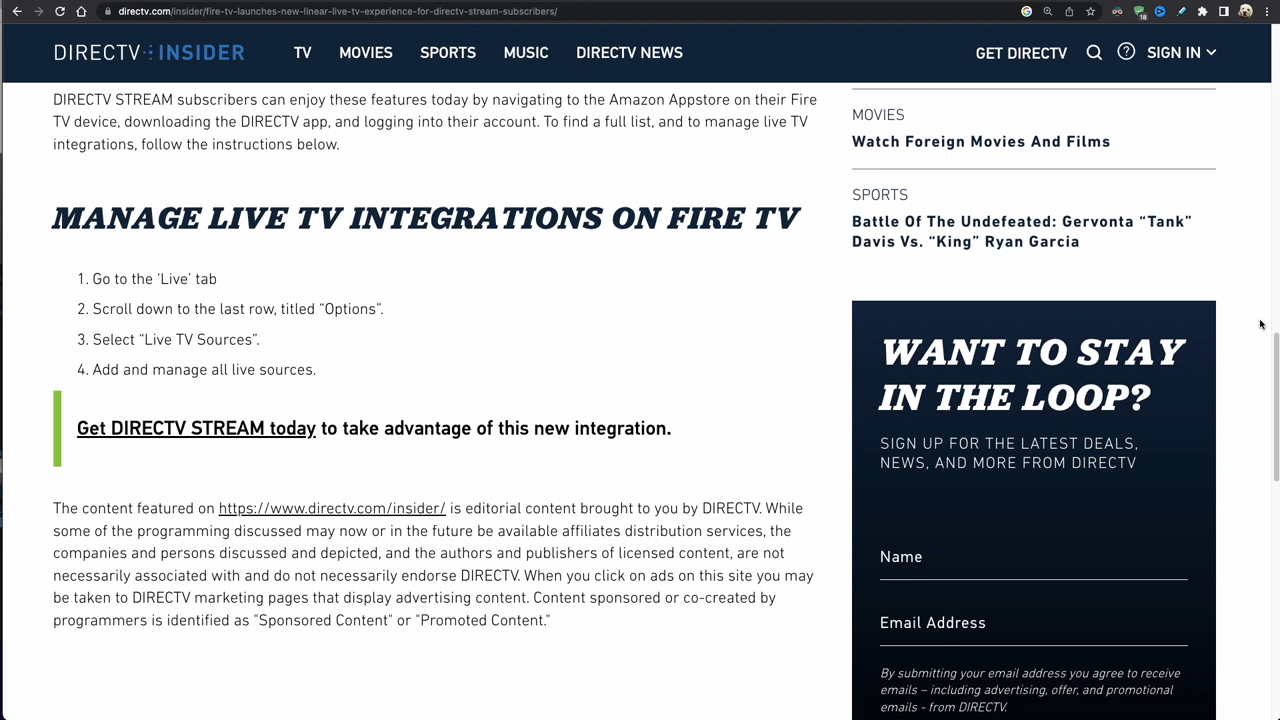 directv.com/insider/fire-tv-launches-new-linear-live-tv-experience-for-directv-stream-subscribers/
18
DIRECTV INSIDER
TV MOVIES SPORTS MUSIC DIRECTV NEWS
GET DIRECTV SIGN IN
DIRECTV STREAM subscribers can enjoy these features today by navigating to the Amazon Appstore on their Fire
TV device, downloading the DIRECTV app, and logging into their account. To find a full list, and to manage live TV
integrations, follow the instructions below.
MANAGE LIVE TV INTEGRATIONS ON FIRE TV
1. Go to the ‘Live’ tab
2. Scroll down to the last row, titled “Options”.
3. Select “Live TV Sources”.
4. Add and manage all live sources.
Get DIRECTV STREAM today to take advantage of this new integration.
The content featured on https://www.directv.com/insider/ is editorial content brought to you by DIRECTV. While
some of the programming discussed may now or in the future be available affiliates distribution services, the
companies and persons discussed and depicted, and the authors and publishers of licensed content, are not
necessarily associated with and do not necessarily endorse DIRECTV. When you click on ads on this site you may
be taken to DIRECTV marketing pages that display advertising content. Content sponsored or co-created by
programmers is identified as "Sponsored Content" or "Promoted Content."
MOVIES
Watch Foreign Movies And Films
SPORTS
Battle Of The Undefeated: Gervonta “Tank”
Davis Vs. “King” Ryan Garcia
WANT TO STAY
IN THE LOOP?
SIGN UP FOR THE LATEST DEALS,
NEWS, AND MORE FROM DIRECTV
Name
Email Address
By submitting your email address you agree to receive
emails – including advertising, offer, and promotional
emails - from DIRECTV.